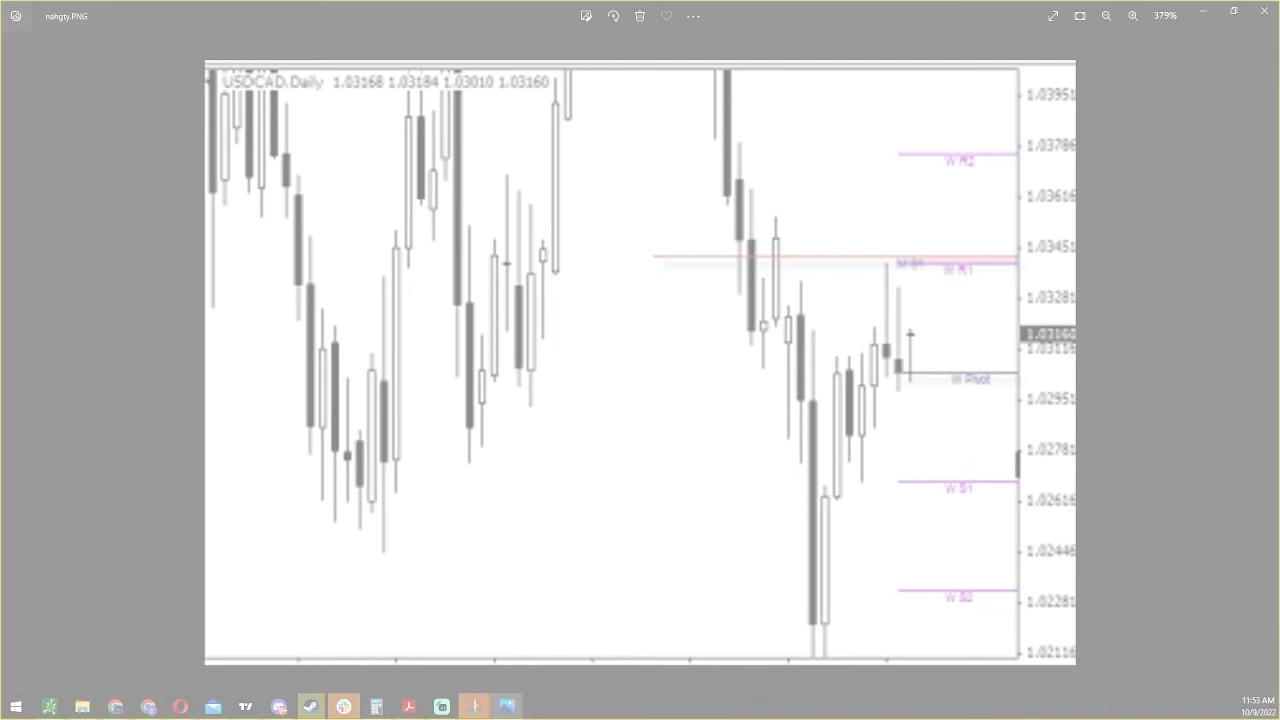 nahgty.PNG
379%
USDCAD,Daily 1.03168 1.03184 1.03010 1.03160
1.03951
1.03786
W R2
1.03616
1.03451
W R1
1.03281
1.03160
1.03116
W Pivot
1.02951
1.02781
W S1
1.02616
1.02446
W S2
1.02281
1.02116
11:53 AM
10/9/2022